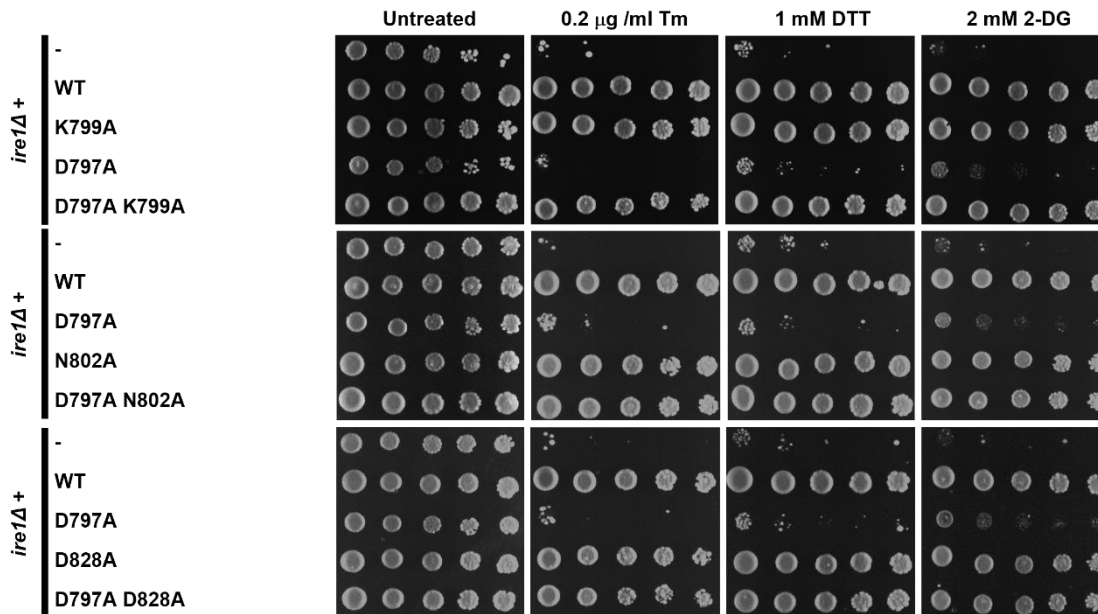 Untreated 0.2 μg /ml Tm 1 mM DTT 2 mM 2-DG
ire1Δ +
-
WT
K799A
D797A
D797A K799A
ire1Δ +
-
WT
D797A
N802A
D797A N802A
ire1Δ +
-
WT
D797A
D828A
D797A D828A